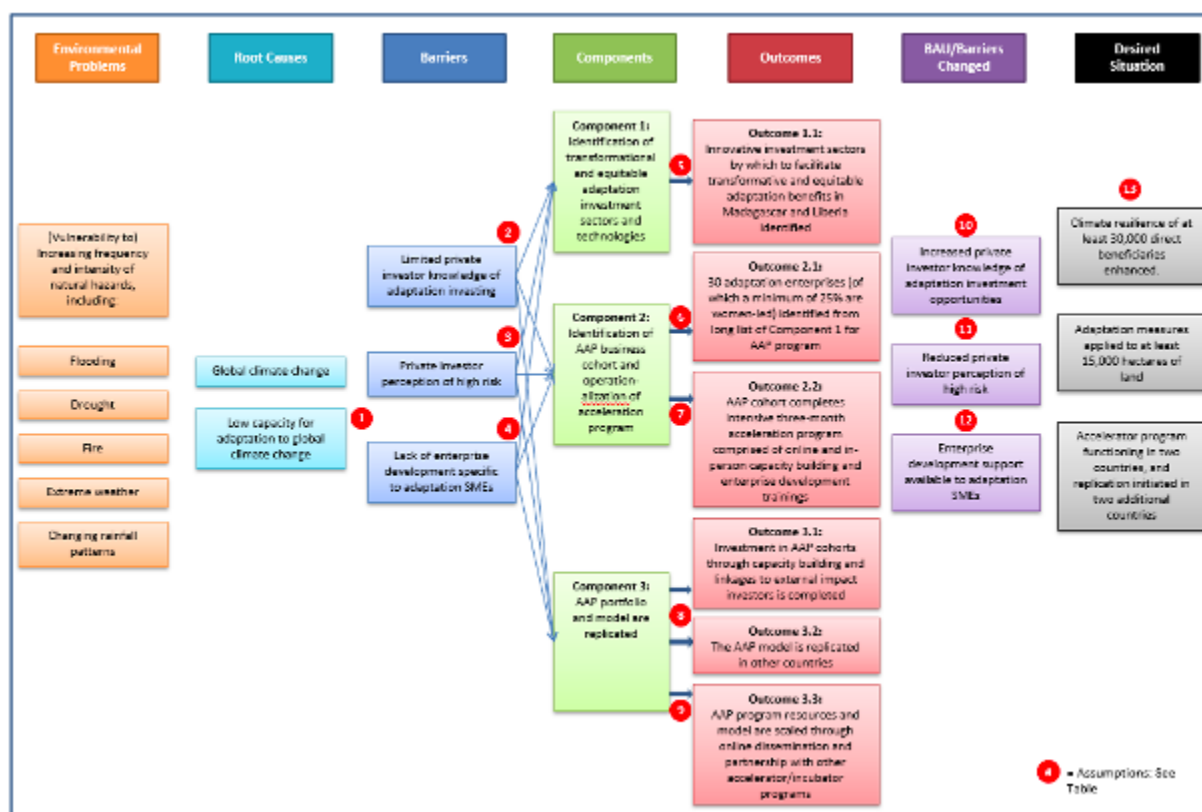 Environmental
Problems
Root Causes
Barriers
Components
Outcomes
BAU/Barriers
Changed
Desired
Situation
(Vulnerability to)
Increasing frequency
and intensity of
natural hazards,
including:
Flooding
Drought
Fire
Extreme weather
Changing rainfall
patterns
Global climate change
Low capacity for
adaptation to global
climate change
1
2
Limited private
investor knowledge of
adaptation investing
3
Private investor
perception of high risk
4
Lack of enterprise
development specific
to adaptation SMEs
Component 1:
Identification of
transformational
and equitable
adaptation
investment
sectors and
technologies
Component 2:
Identification of
AAP business
cohort and
operation-
alization of
acceleration
program
Component 3:
AAP portfolio
and model are
replicated
5
6
7
8
9
Outcome 1.1:
Innovative investment sectors
by which to facilitate
transformative and equitable
adaptation benefits in
Madagascar and Liberia
identified
Outcome 2.1:
30 adaptation enterprises (of
which a minimum of 25% are
women-led) identified from
long list of Component 1 for
AAP program
Outcome 2.2:
AAP cohort completes
intensive three-month
acceleration program
comprised of online and in-
person capacity building and
enterprise development
trainings
Outcome 3.1:
Investment in AAP cohorts
through capacity building and
linkages to external impact
investors is completed
Outcome 3.2:
The AAP model is replicated
in other countries
Outcome 3.3:
AAP program resources and
model are scaled through
online dissemination and
partnership with other
accelerator/incubator
programs
10
Increased private
investor knowledge of
adaptation investment
opportunities
11
Reduced private
investor perception of
high risk
12
Enterprise
development support
available to adaptation
SMEs
13
Climate resilience of at
least 30,000 direct
beneficiaries
enhanced.
Adaptation measures
applied to at least
15,000 hectares of
land
Accelerator program
functioning in two
countries, and
replication initiated in
two additional
countries
4
= Assumptions: See
Table